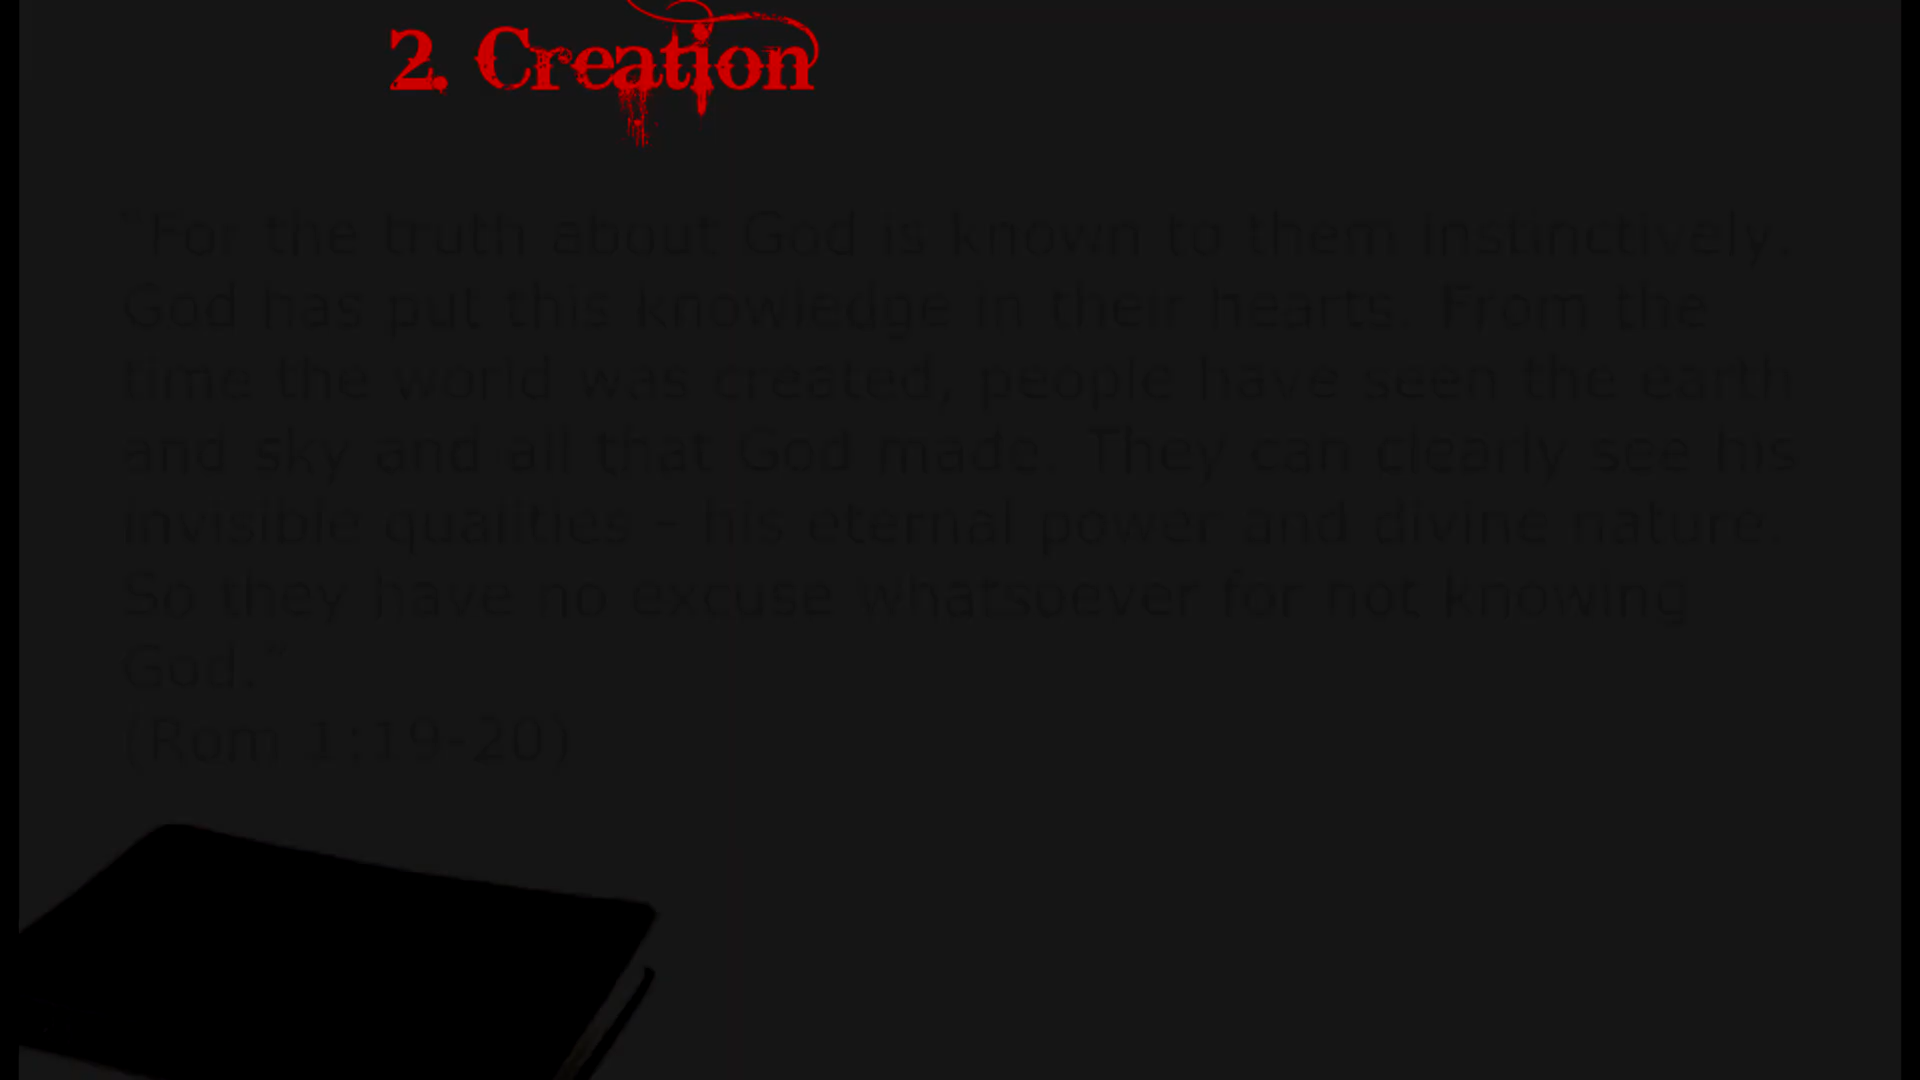 2. Creation
"For the truth about God is known to them instinctively.
God has put this knowledge in their hearts. From the
time the world was created, people have seen the earth
and sky and all that God made. They can clearly see his
invisible qualities - his eternal power and divine nature.
So they have no excuse whatsoever for not knowing
God."
(Rom 1:19-20)